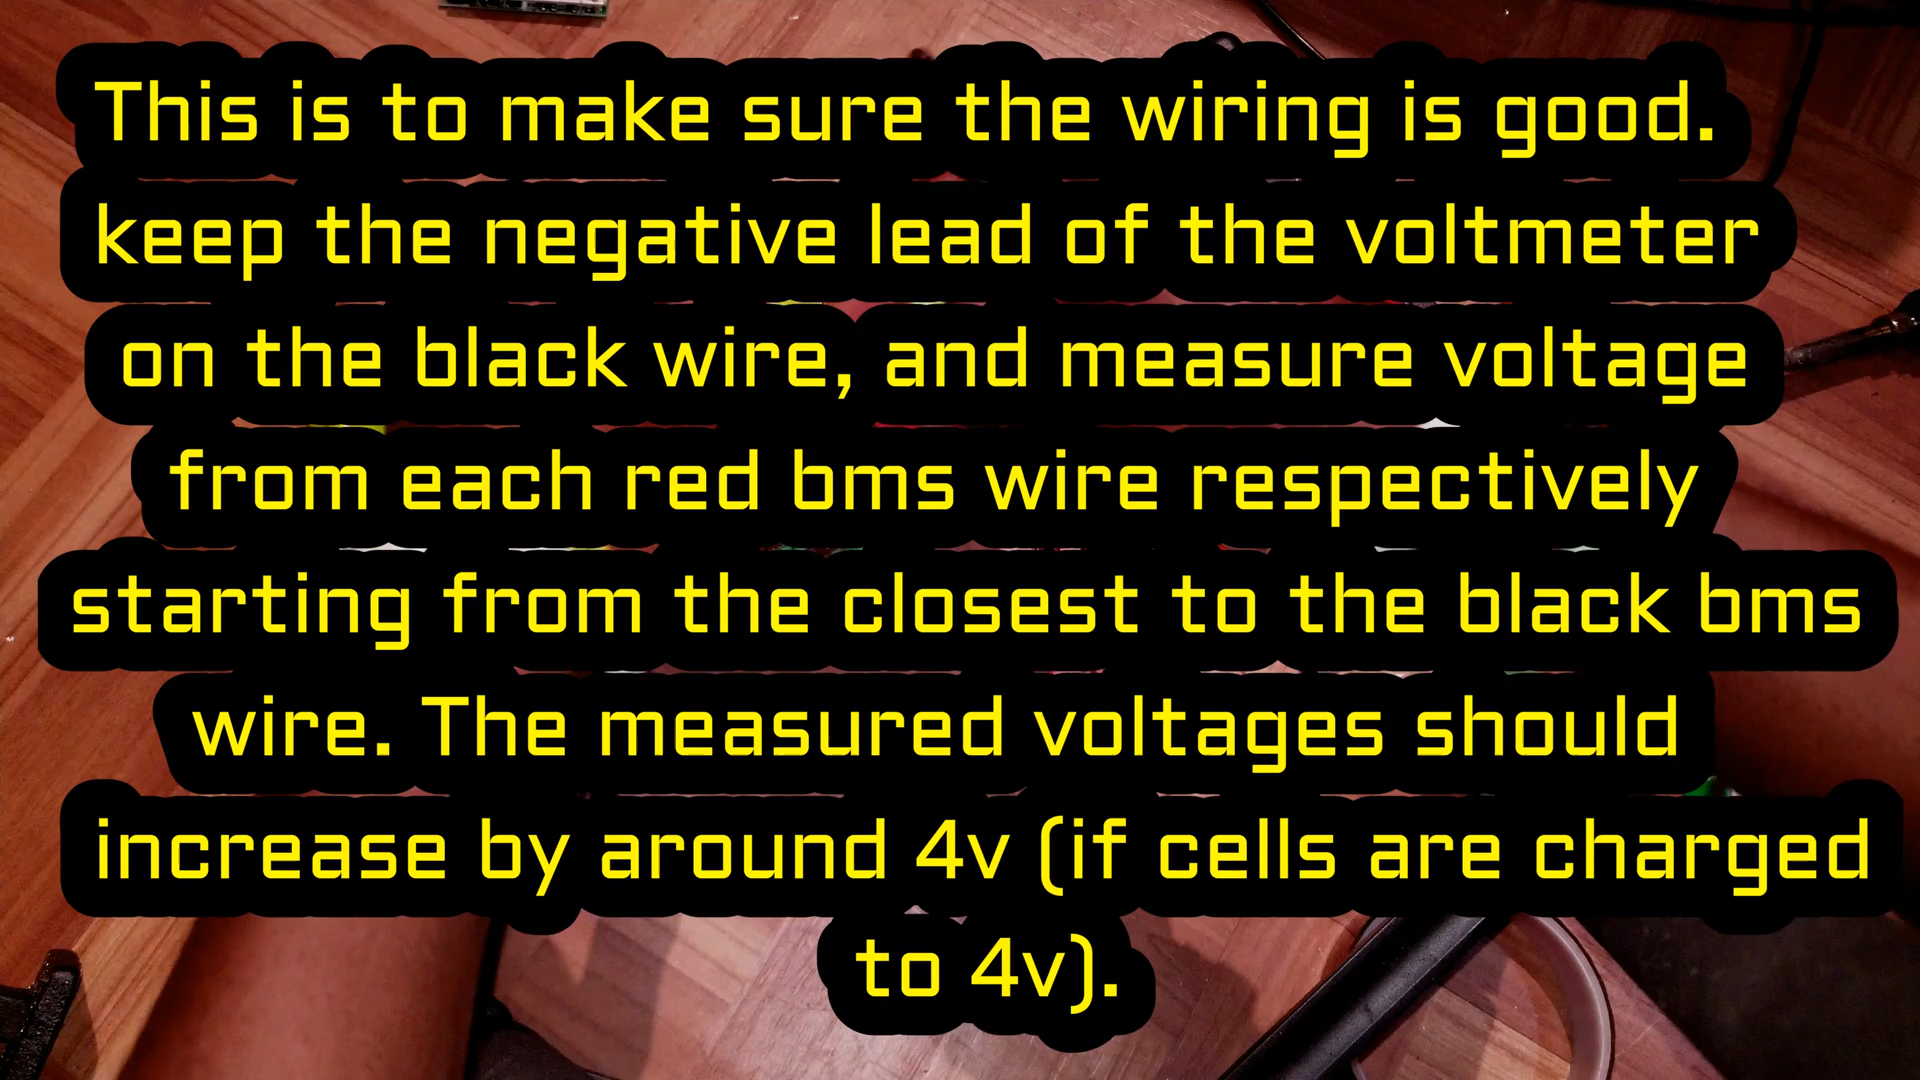 This is to make sure the wiring is good.
keep the negative lead of the voltmeter
on the black wire, and measure voltage
from each red bms wire respectively
starting from the closest to the black bms
wire. The measured voltages should
increase by around 4v (if cells are charged
to 4v).